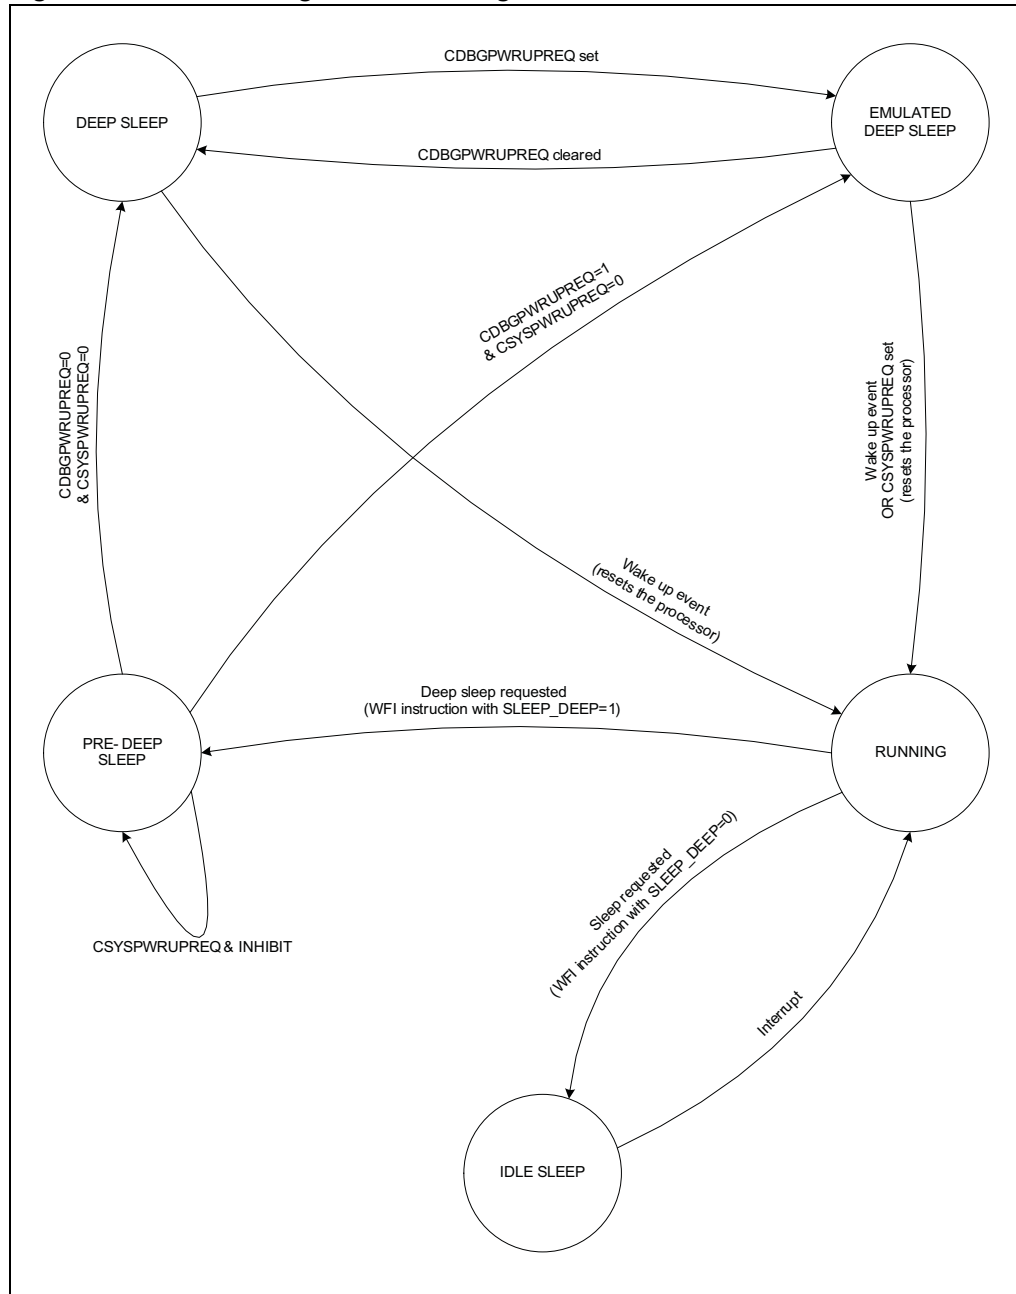 CDBGPWRUPREQ set
DEEP SLEEP
EMULATED
DEEP SLEEP
CDBGPWRUPREQ cleared
CDBGPWRUPREQ=1
& CSYSPWRUPREQ=0
CDBGPWRUPREQ=0
& CSYSPWRUPREQ=0
Wake up event
OR CSYSPWRUPREQ set
(resets the processor)
Wake up event
(resets the processor)
Deep sleep requested
(WFI instruction with SLEEP_DEEP=1)
PRE- DEEP
SLEEP
RUNNING
Sleep requested
(WFI instruction with SLEEP_DEEP=0)
CSYSPWRUPREQ & INHIBIT
Interrupt
IDLE SLEEP